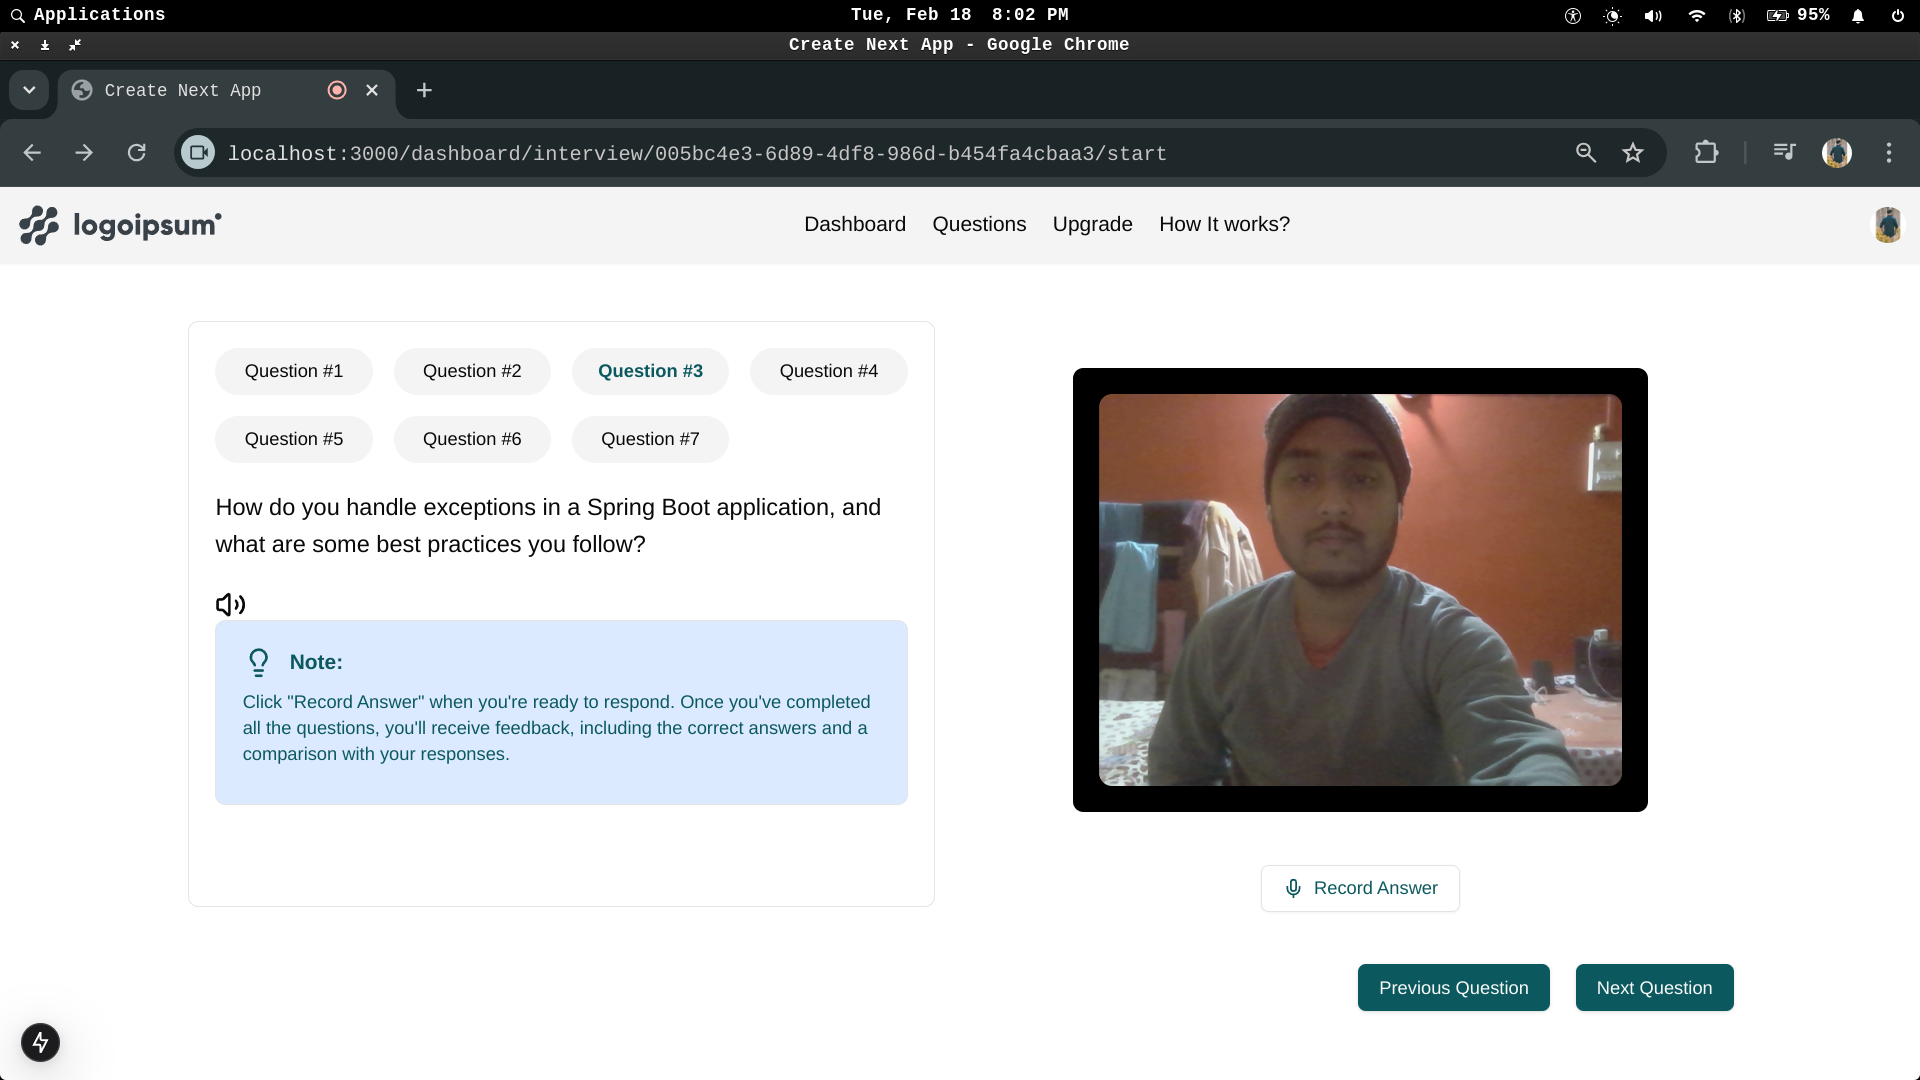 Applications
Tue, Feb 18 8:02 PM
95%
Create Next App - Google Chrome
Create Next App
localhost:3000/dashboard/interview/005bc4e3-6d89-4df8-986d-b454fa4cbaa3/start
logoipsum
Dashboard Questions Upgrade How It works?
Question #1 Question #2 Question #3 Question #4
Question #5 Question #6 Question #7
How do you handle exceptions in a Spring Boot application, and
what are some best practices you follow?
Note:
Click "Record Answer" when you're ready to respond. Once you've completed
all the questions, you'll receive feedback, including the correct answers and a
comparison with your responses.
Record Answer
Previous Question Next Question